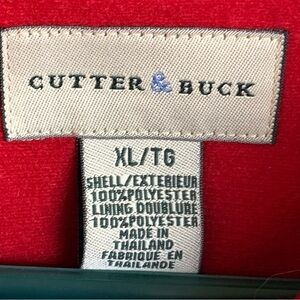 CUTTER & BUCK
XL/TG
SHELL/EXTERIEUR
100%POLYESTER
LINING DOUBLURE
100%POLYESTER
MADE IN
THAILAND
FABRIQUE EN
THAILANDE